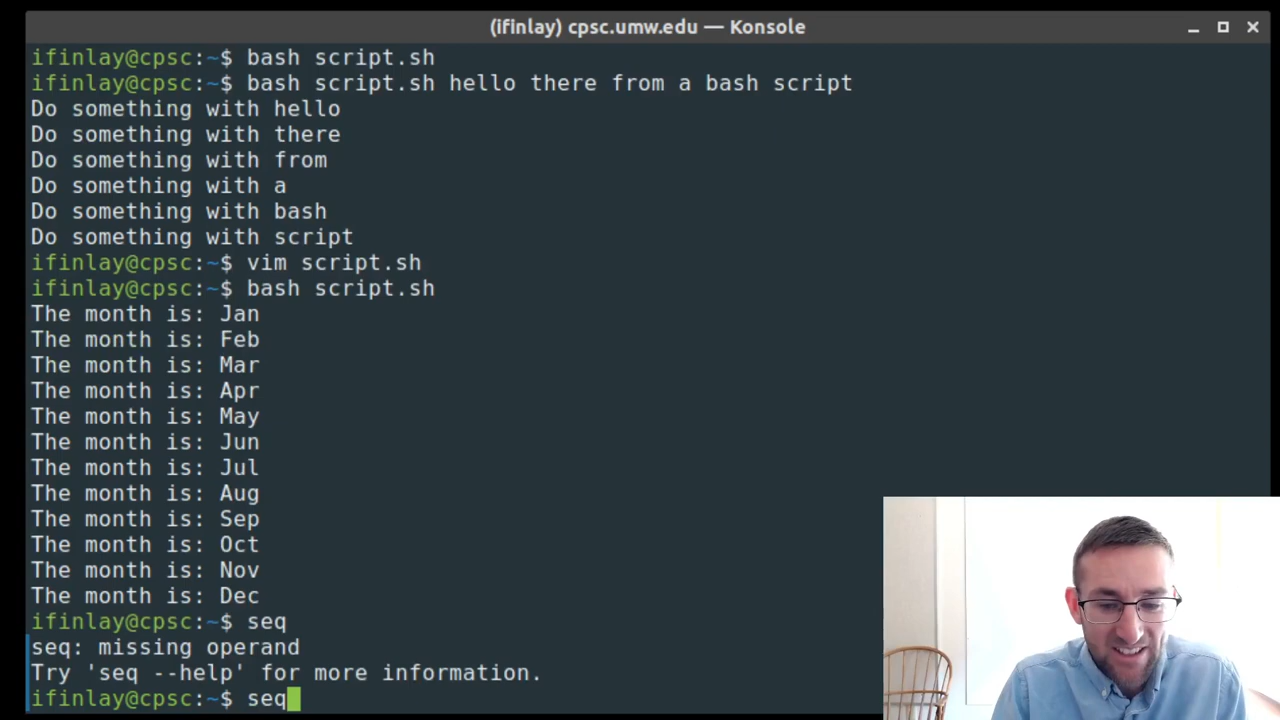 (ifinlay) cpsc.umw.edu — Konsole
ifinlay@cpsc:~$ bash script.sh
ifinlay@cpsc:~$ bash script.sh hello there from a bash script
Do something with hello
Do something with there
Do something with from
Do something with a
Do something with bash
Do something with script
ifinlay@cpsc:~$ vim script.sh
ifinlay@cpsc:~$ bash script.sh
The month is: Jan
The month is: Feb
The month is: Mar
The month is: Apr
The month is: May
The month is: Jun
The month is: Jul
The month is: Aug
The month is: Sep
The month is: Oct
The month is: Nov
The month is: Dec
ifinlay@cpsc:~$ seq
seq: missing operand
Try 'seq --help' for more information.
ifinlay@cpsc:~$ seq